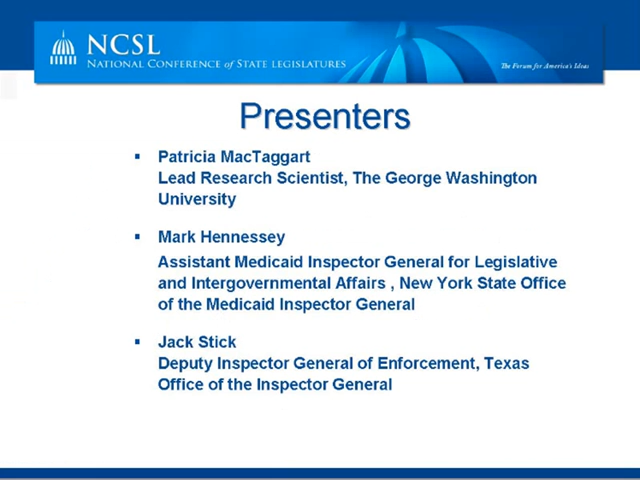 NCSL
NATIONAL CONFERENCE of STATE LEGISLATURES
The Forum for America's Ideas
Presenters
▪ Patricia MacTaggart
Lead Research Scientist, The George Washington
University
▪ Mark Hennessey
Assistant Medicaid Inspector General for Legislative
and Intergovernmental Affairs , New York State Office
of the Medicaid Inspector General
▪ Jack Stick
Deputy Inspector General of Enforcement, Texas
Office of the Inspector General